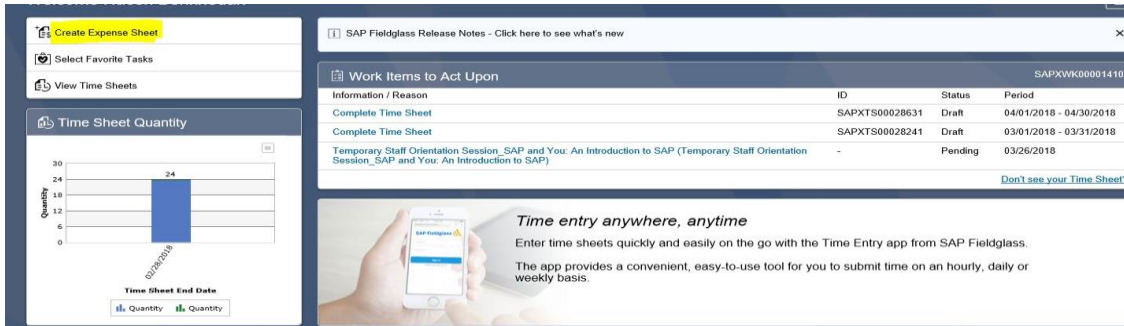 Create Expense Sheet
Select Favorite Tasks
View Time Sheets
Time Sheet Quantity
30
24
24
18
12
6
0
Quantity
02/28/2018
Time Sheet End Date
Quantity Quantity
SAP Fieldglass Release Notes - Click here to see what's new
Work Items to Act Upon SAPXWK00001410
Information / Reason ID Status Period
Complete Time Sheet SAPXTS00028631 Draft 04/01/2018 - 04/30/2018
Complete Time Sheet SAPXTS00028241 Draft 03/01/2018 - 03/31/2018
Temporary Staff Orientation Session_SAP and You: An Introduction to SAP (Temporary Staff Orientation - Pending 03/26/2018
Session_SAP and You: An Introduction to SAP)
Don't see your Time Sheet?
SAP Fieldglass
Time entry anywhere, anytime
Enter time sheets quickly and easily on the go with the Time Entry app from SAP Fieldglass.
The app provides a convenient, easy-to-use tool for you to submit time on an hourly, daily or
weekly basis.